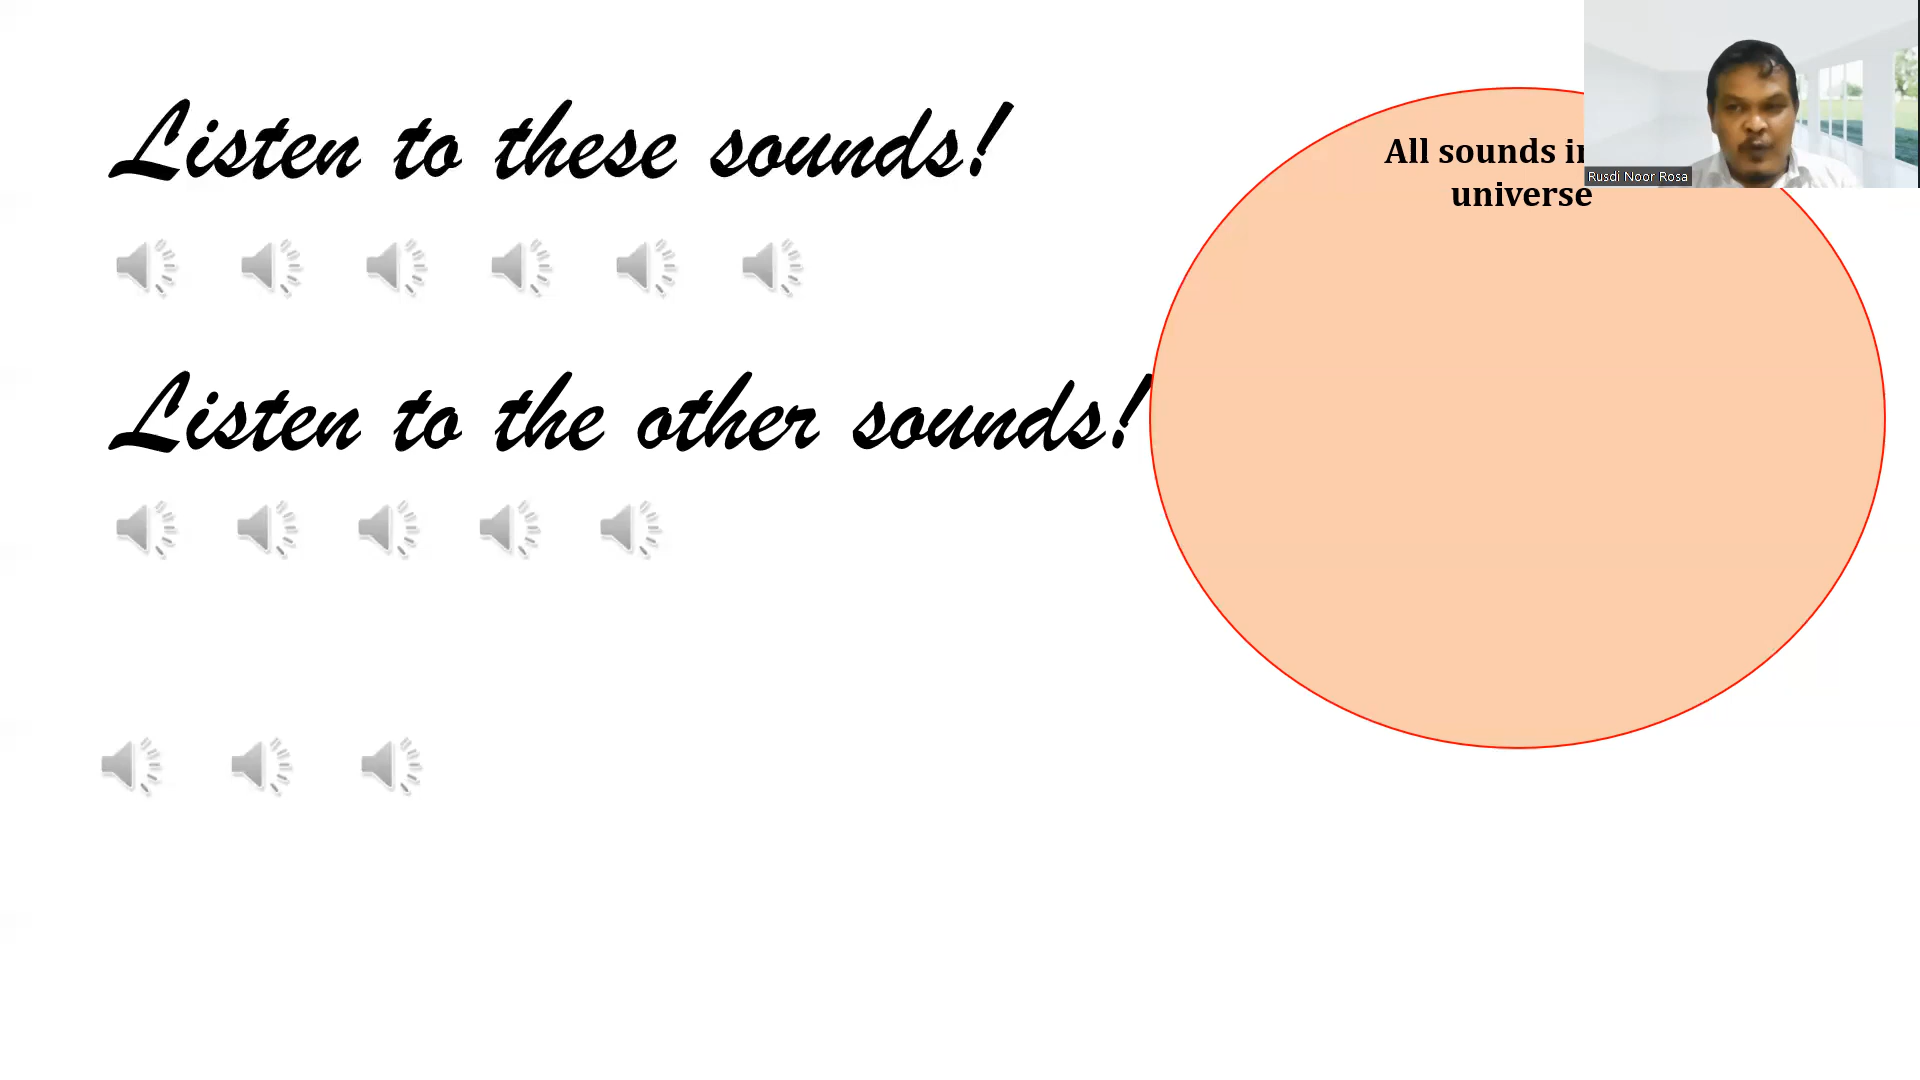 Listen to these sounds!
All sounds in
universe
Rusdi Noor Rosa
Listen to the other sounds!